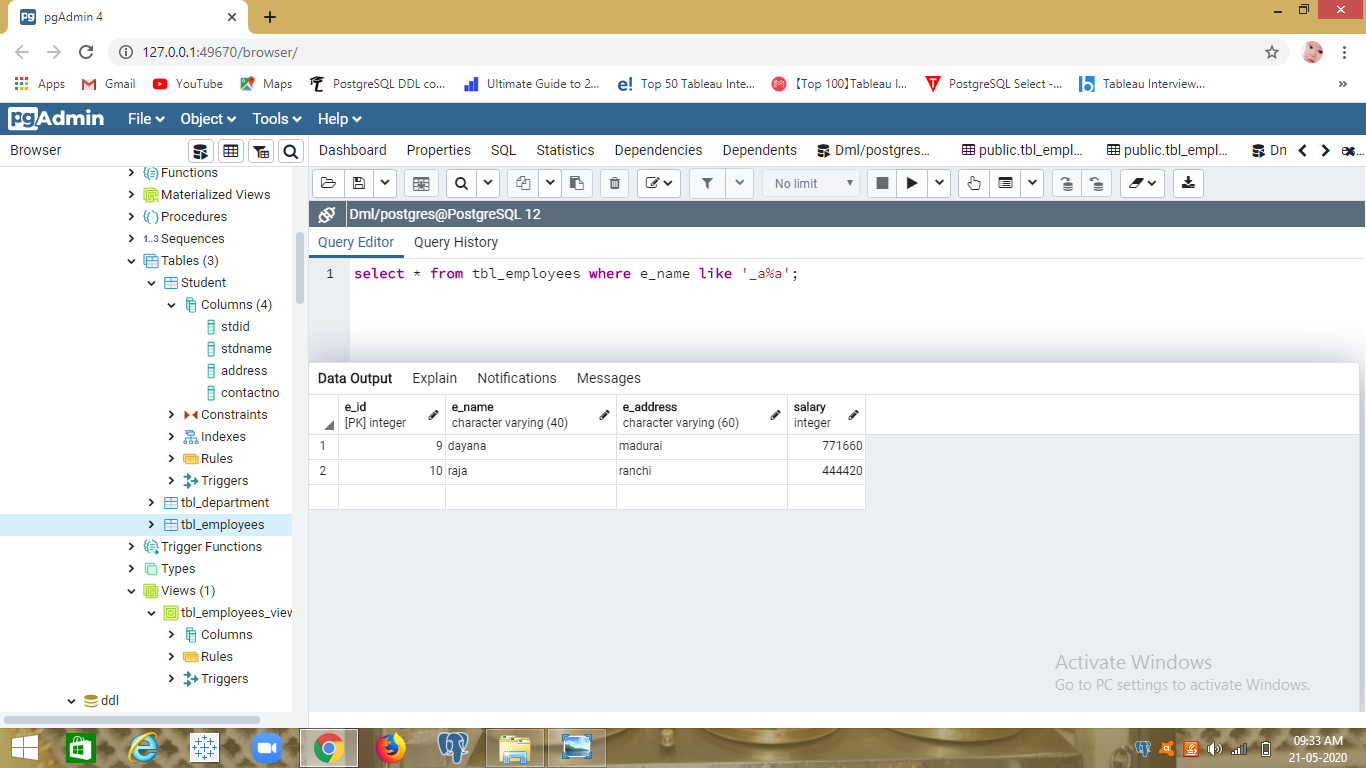 pgAdmin 4
127.0.0.1:49670/browser/
Apps Gmail YouTube Maps PostgreSQL DDL co... Ultimate Guide to 2... Top 50 Tableau Inte... 【Top 100】Tableau I... PostgreSQL Select -... Tableau Interview... »
pgAdmin File Object Tools Help
Browser
Dashboard Properties SQL Statistics Dependencies Dependents Dml/postgres... public.tbl_empl... public.tbl_empl... Dn
No limit
Dml/postgres@PostgreSQL 12
Query Editor Query History
1 select * from tbl_employees where e_name like '_a%a';
Functions
Materialized Views
Procedures
1..3 Sequences
Tables (3)
Student
Columns (4)
stdid
stdname
address
contactno
Constraints
Indexes
Rules
Triggers
tbl_department
tbl_employees
Trigger Functions
Types
Views (1)
tbl_employees_view
Columns
Rules
Triggers
ddl
Data Output Explain Notifications Messages
e_id e_name e_address salary
[PK] integer character varying (40) character varying (60) integer
1 9 dayana madurai 771660
2 10 raja ranchi 444420
Activate Windows
Go to PC settings to activate Windows.
09:33 AM
21-05-2020